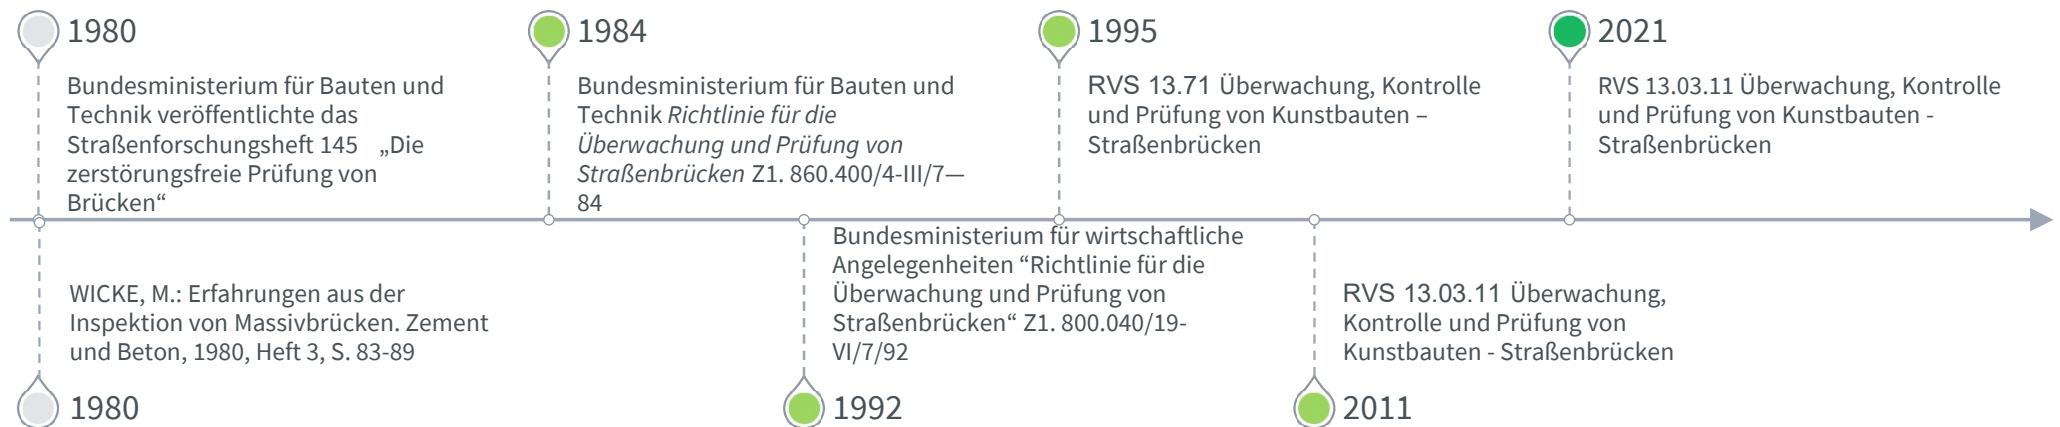 1980
Bundesministerium für Bauten und
Technik veröffentlichte das
Straßenforschungsheft 145 „Die
zerstörungsfreie Prüfung von
Brücken“
1984
Bundesministerium für Bauten und
Technik Richtlinie für die
Überwachung und Prüfung von
Straßenbrücken Z1. 860.400/4-III/7—
84
1995
RVS 13.71 Überwachung, Kontrolle
und Prüfung von Kunstbauten –
Straßenbrücken
2021
RVS 13.03.11 Überwachung, Kontrolle
und Prüfung von Kunstbauten -
Straßenbrücken
WICKE, M.: Erfahrungen aus der
Inspektion von Massivbrücken. Zement
und Beton, 1980, Heft 3, S. 83-89
1980
Bundesministerium für wirtschaftliche
Angelegenheiten “Richtlinie für die
Überwachung und Prüfung von
Straßenbrücken“ Z1. 800.040/19-
VI/7/92
1992
RVS 13.03.11 Überwachung,
Kontrolle und Prüfung von
Kunstbauten - Straßenbrücken
2011